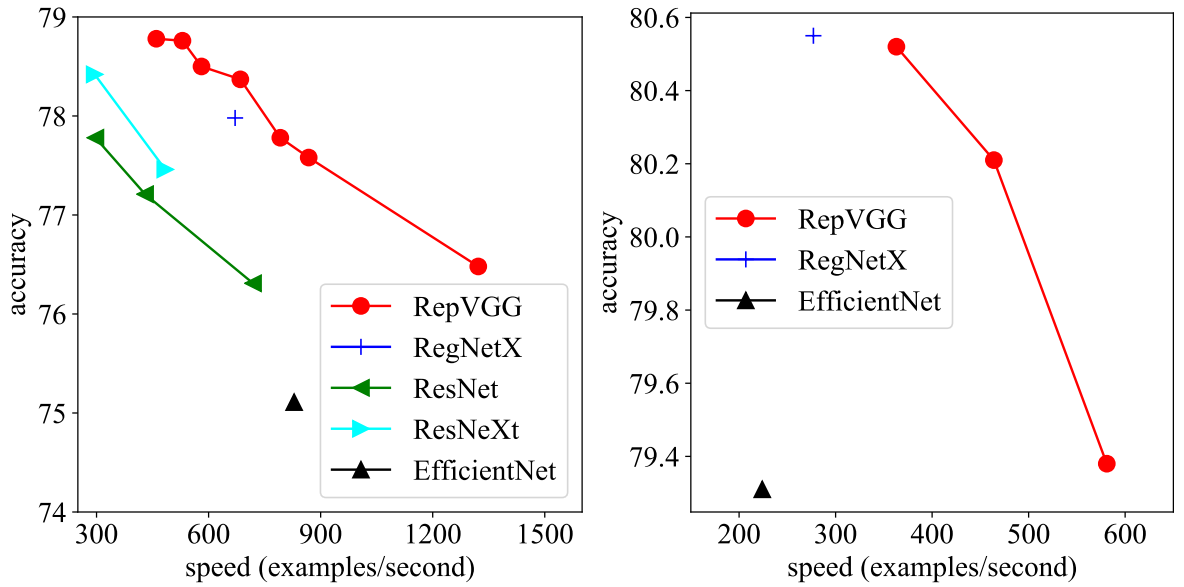 79
78
77
76
75
74
accuracy
300
600
900
1200
1500
speed (examples/second)
RepVGG
RegNetX
ResNet
ResNeXt
EfficientNet
80.6
80.4
80.2
80.0
79.8
79.6
79.4
accuracy
200
300
400
500
600
speed (examples/second)
RepVGG
RegNetX
EfficientNet